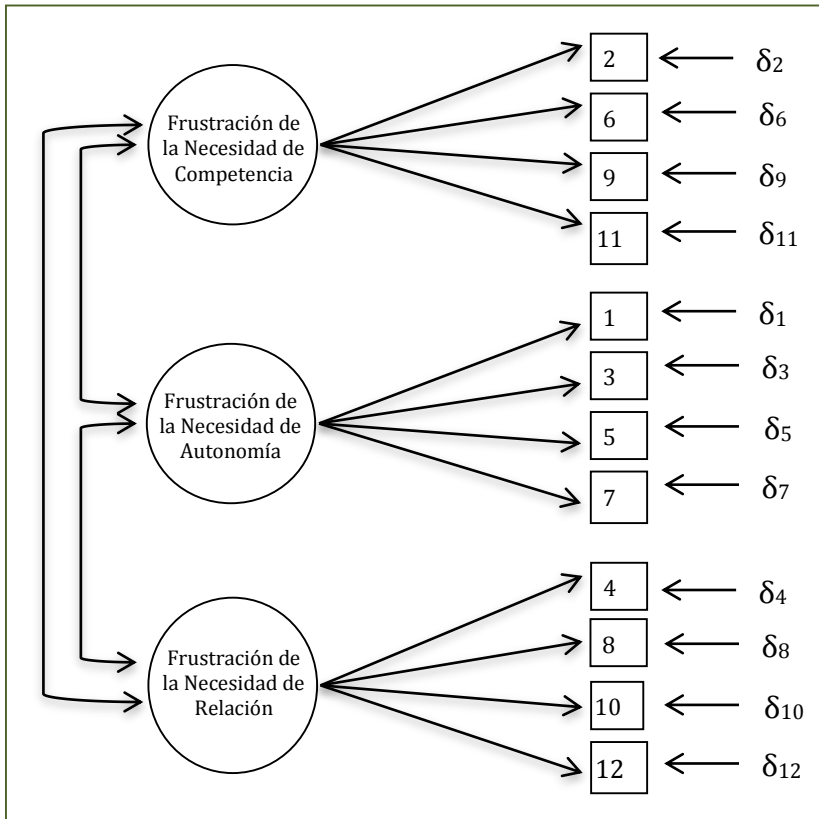 Frustración de
la Necesidad de
Competencia
2
δ2
6
δ6
9
δ9
11
δ11
Frustración de
la Necesidad de
Autonomía
1
δ1
3
δ3
5
δ5
7
δ7
Frustración de
la Necesidad de
Relación
4
δ4
8
δ8
10
δ10
12
δ12